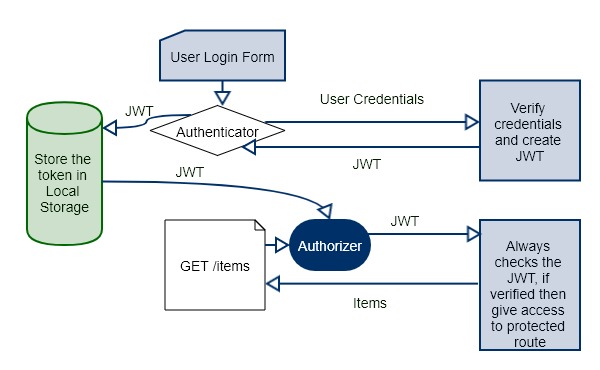 User Login Form
JWT
User Credentials
Authenticator
Verify
credentials
and create
JWT
JWT
Store the
token in
Local
Storage
JWT
JWT
GET /items
Authorizer
Always
checks the
JWT, if
verified then
give access
to protected
route
Items